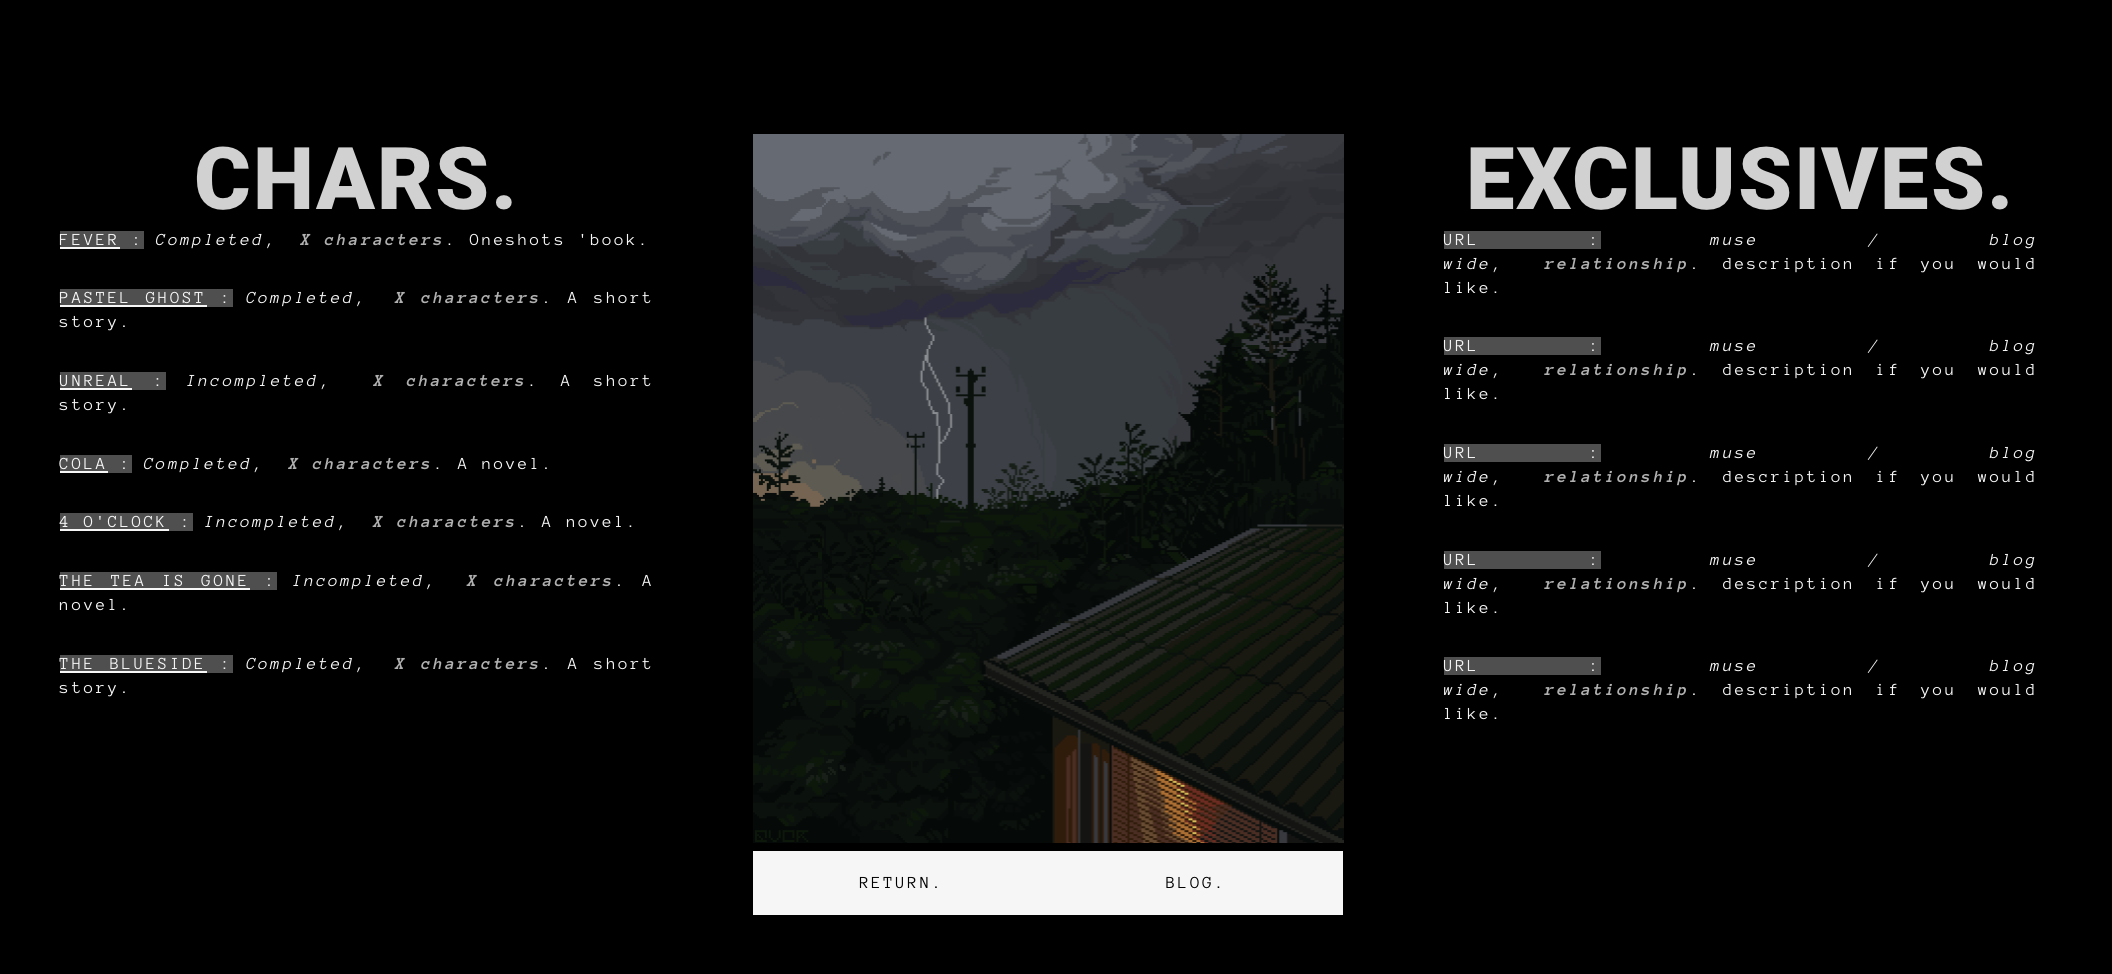 CHARS.
FEVER : Completed, X characters. Oneshots 'book.
PASTEL GHOST : Completed, X characters. A short
story.
UNREAL : Incompleted, X characters. A short
story.
COLA : Completed, X characters. A novel.
4 O'CLOCK : Incompleted, X characters. A novel.
THE TEA IS GONE : Incompleted, X characters. A
novel.
THE BLUESIDE : Completed, X characters. A short
story.
RETURN.
BLOG.
EXCLUSIVES.
URL : muse / blog
wide, relationship. description if you would
like.
URL : muse / blog
wide, relationship. description if you would
like.
URL : muse / blog
wide, relationship. description if you would
like.
URL : muse / blog
wide, relationship. description if you would
like.
URL : muse / blog
wide, relationship. description if you would
like.